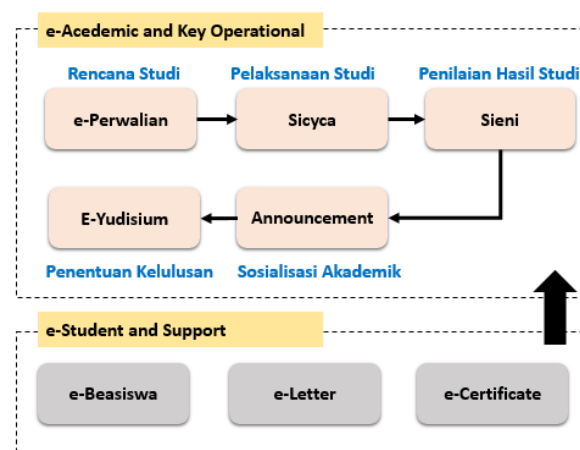 e-Acedemic and Key Operational
Rencana Studi
Pelaksanaan Studi
Penilaian Hasil Studi
e-Perwalian
Sicyca
Sieni
E-Yudisium
Announcement
Penentuan Kelulusan
Sosialisasi Akademik
e-Student and Support
e-Beasiswa
e-Letter
e-Certificate